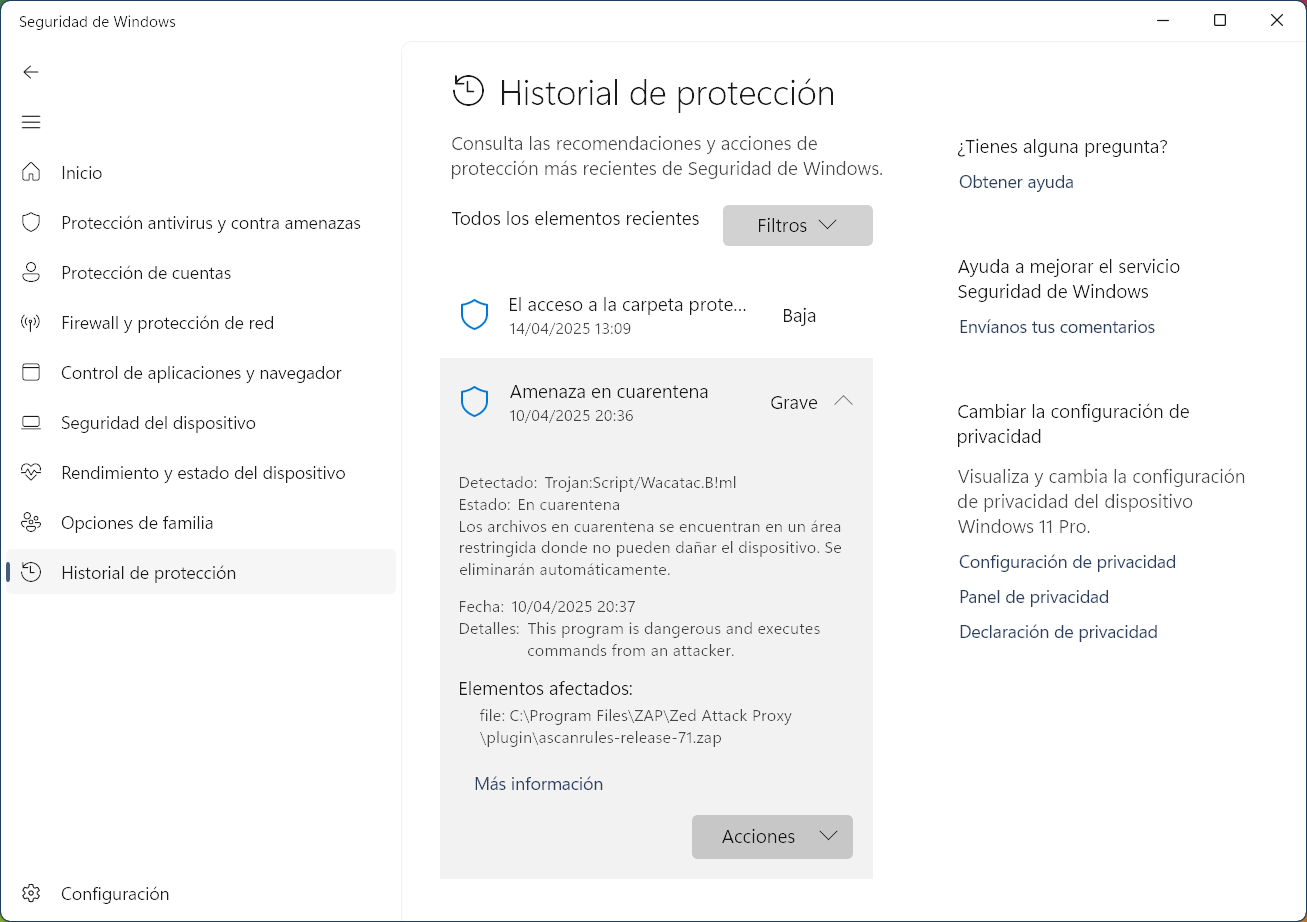 Seguridad de Windows
Inicio
Protección antivirus y contra amenazas
Protección de cuentas
Firewall y protección de red
Control de aplicaciones y navegador
Seguridad del dispositivo
Rendimiento y estado del dispositivo
Opciones de familia
Historial de protección
Configuración
Historial de protección
Consulta las recomendaciones y acciones de
protección más recientes de Seguridad de Windows.
Todos los elementos recientes
Filtros
El acceso a la carpeta prote...
14/04/2025 13:09
Baja
Amenaza en cuarentena
10/04/2025 20:36
Grave
Detectado: Trojan:Script/Wacatac.B!ml
Estado: En cuarentena
Los archivos en cuarentena se encuentran en un área
restringida donde no pueden dañar el dispositivo. Se
eliminarán automáticamente.
Fecha: 10/04/2025 20:37
Detalles: This program is dangerous and executes
commands from an attacker.
Elementos afectados:
file: C:\Program Files\ZAP\Zed Attack Proxy
\plugin\ascanrules-release-71.zap
Más información
Acciones
¿Tienes alguna pregunta?
Obtener ayuda
Ayuda a mejorar el servicio
Seguridad de Windows
Envíanos tus comentarios
Cambiar la configuración de
privacidad
Visualiza y cambia la configuración
de privacidad del dispositivo
Windows 11 Pro.
Configuración de privacidad
Panel de privacidad
Declaración de privacidad